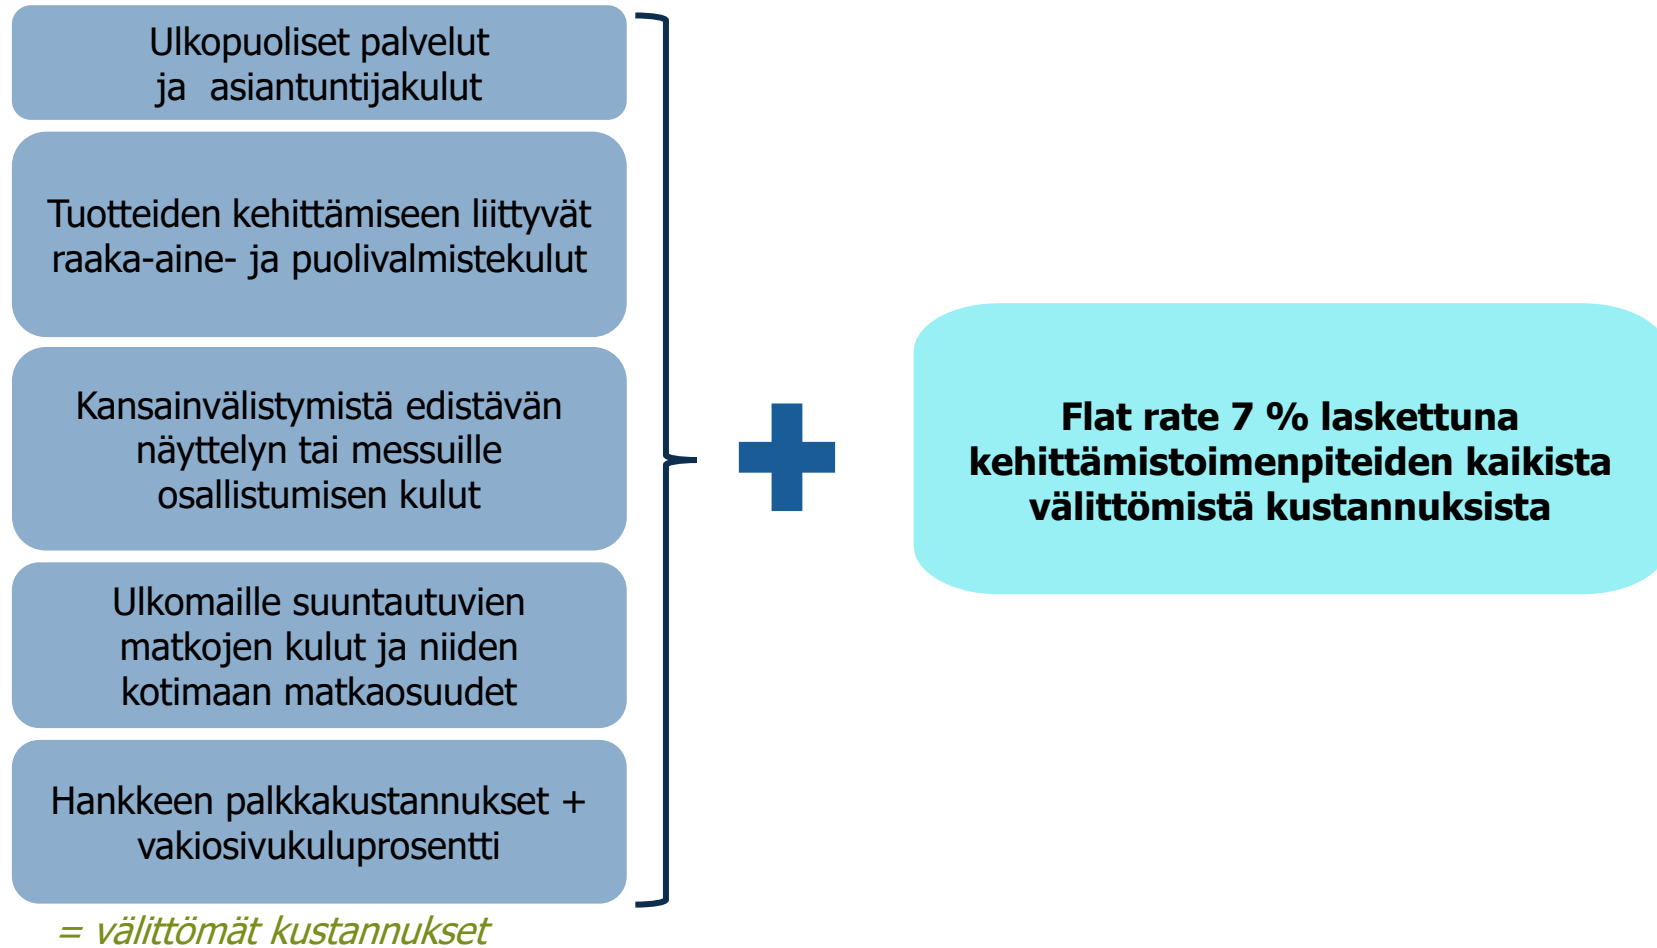 Ulkopuoliset palvelut
ja asiantuntijakulut
Tuotteiden kehittämiseen liittyvät
raaka-aine- ja puolivalmistekulut
Kansainvälistymistä edistävän
näyttelyn tai messuille
osallistumisen kulut
Ulkomaille suuntautuvien
matkojen kulut ja niiden
kotimaan matkaosuudet
Hankkeen palkkakustannukset +
vakiosivukuluprosentti
= välittömät kustannukset
Flat rate 7 % laskettuna
kehittämistoimenpiteiden kaikista
välittömistä kustannuksista